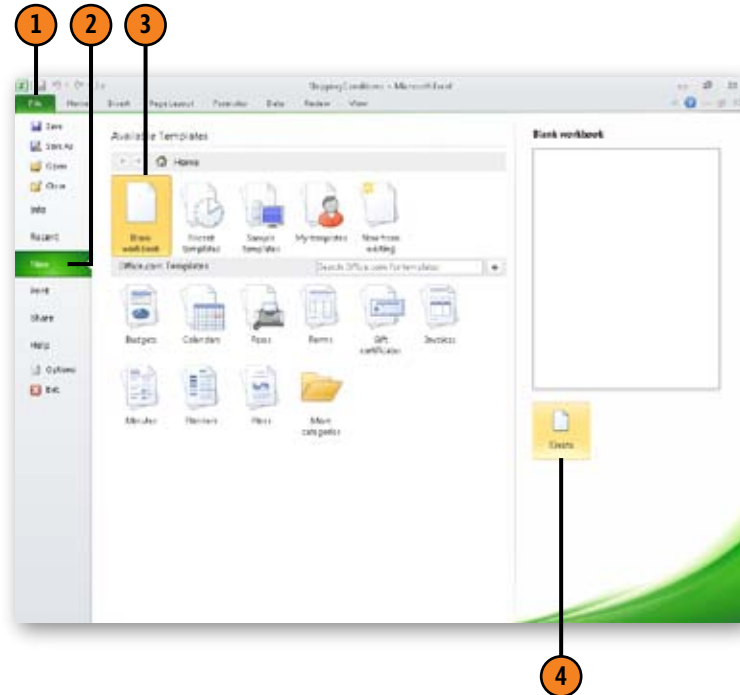 1 2 3
ShippingConditions - Microsoft Excel
File Home Insert Page Layout Formulas Data Review View
Save
Save As
Open
Close
Info
Recent
New
Print
Share
Help
Options
Exit
Available Templates
Home
Blank workbook
Recent templates
Sample templates
My templates
New from existing
Office.com Templates
Search Office.com for templates
Budgets
Calendars
Faxes
Forms
Gift certificates
Invoices
Minutes
Planners
Plans
More categories
Blank workbook
Create
4